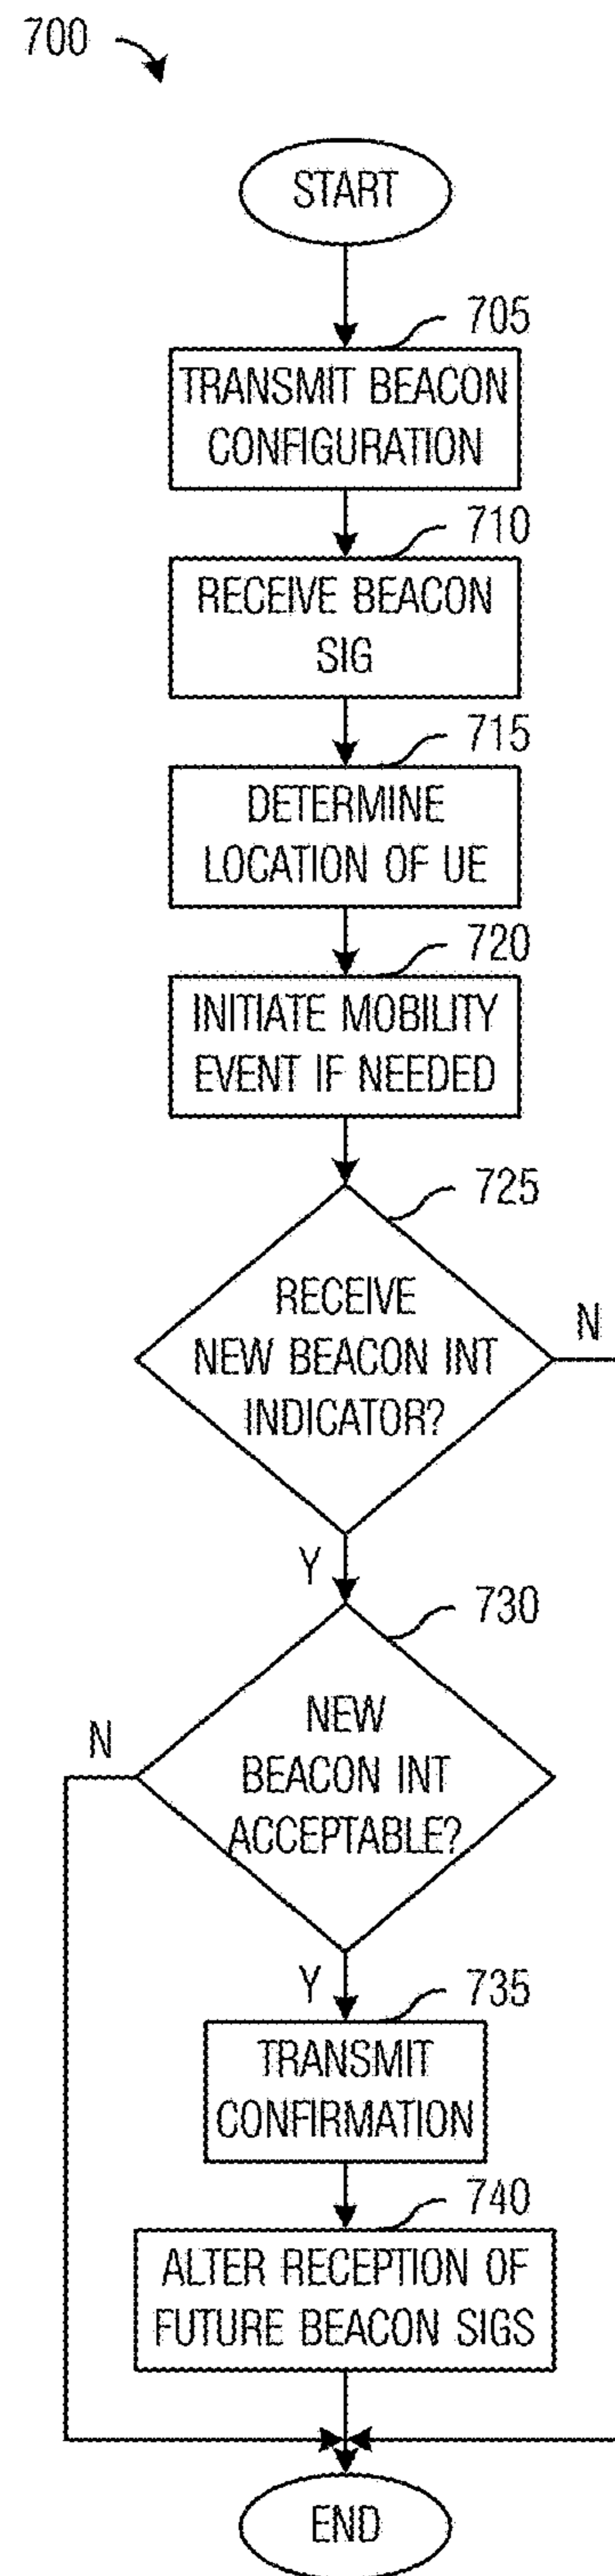 700
START
705
TRANSMIT BEACON
CONFIGURATION
710
RECEIVE BEACON
SIG
715
DETERMINE
LOCATION OF UE
720
INITIATE MOBILITY
EVENT IF NEEDED
725
RECEIVE
NEW BEACON INT
INDICATOR?
N
Y
730
NEW
BEACON INT
ACCEPTABLE?
N
Y
735
TRANSMIT
CONFIRMATION
740
ALTER RECEPTION OF
FUTURE BEACON SIGS
END